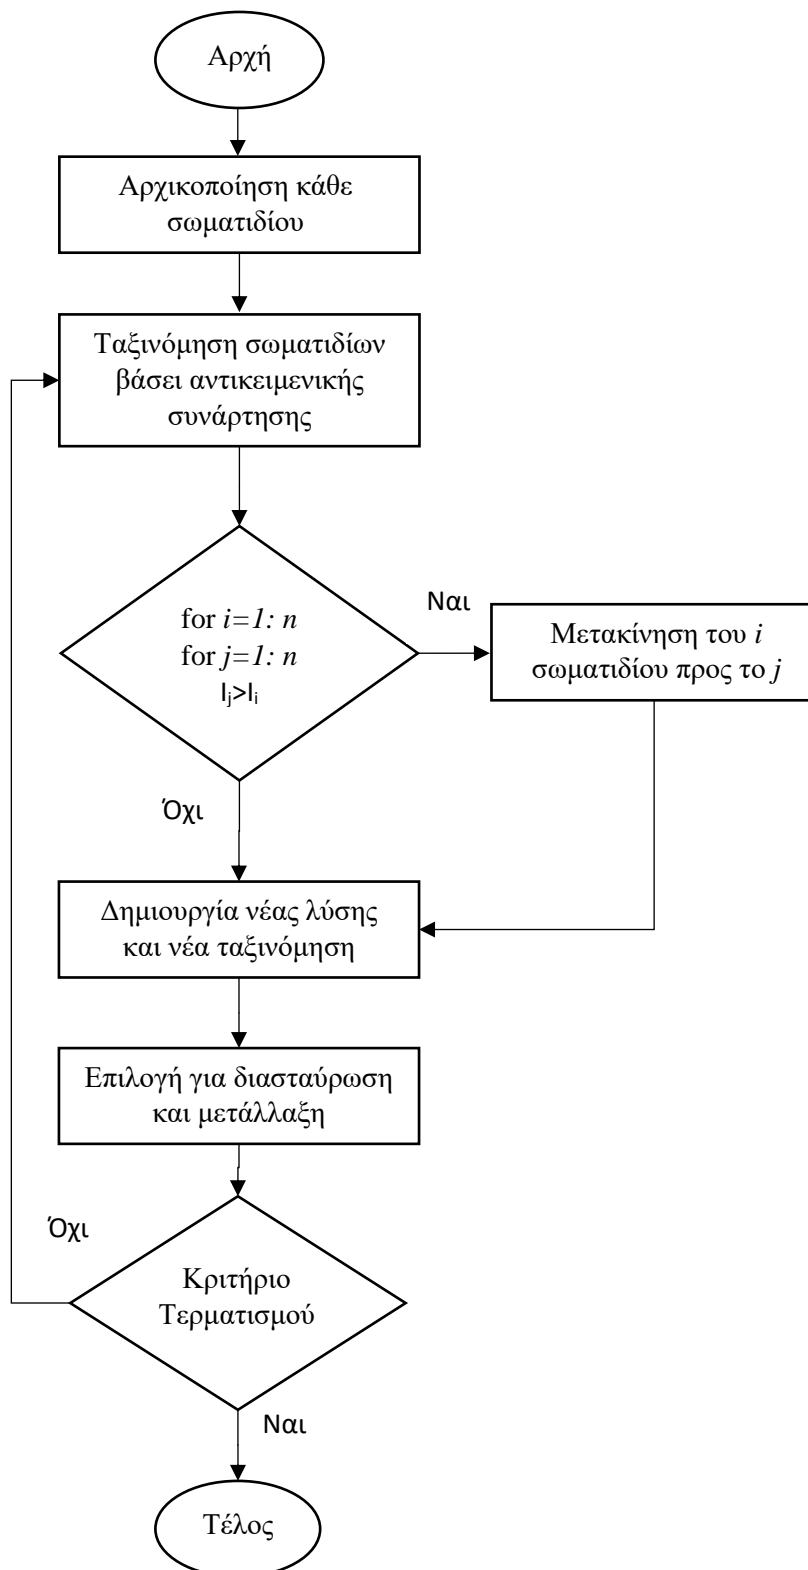 Αρχή
Αρχικοποίηση κάθε
σωματιδίου
Ταξινόμηση σωματιδίων
βάσει αντικειμενικής
συνάρτησης
for i=1: n
for j=1: n
Ij>Ii
Ναι
Μετακίνηση του i
σωματιδίου προς το j
Όχι
Δημιουργία νέας λύσης
και νέα ταξινόμηση
Επιλογή για διασταύρωση
και μετάλλαξη
Όχι
Κριτήριο
Τερματισμού
Ναι
Τέλος